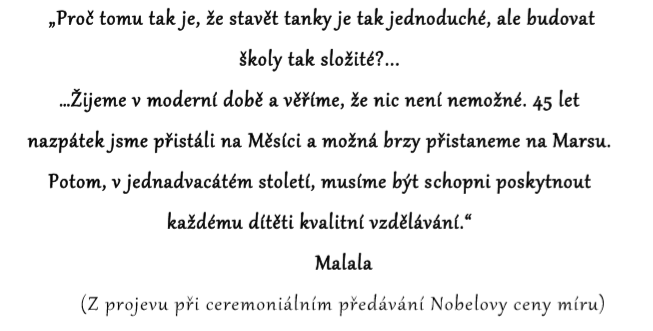 „Proč tomu tak je, že stavět tanky je tak jednoduché, ale budovat
školy tak složité?...
...Žijeme v moderní době a věříme, že nic není nemožné. 45 let
nazpátek jsme přistáli na Měsíci a možná brzy přistaneme na Marsu.
Potom, v jednadvacátém století, musíme být schopni poskytnout
každému dítěti kvalitní vzdělávání.“
Malala
(Z projevu při ceremoniálním předávání Nobelovy ceny míru)